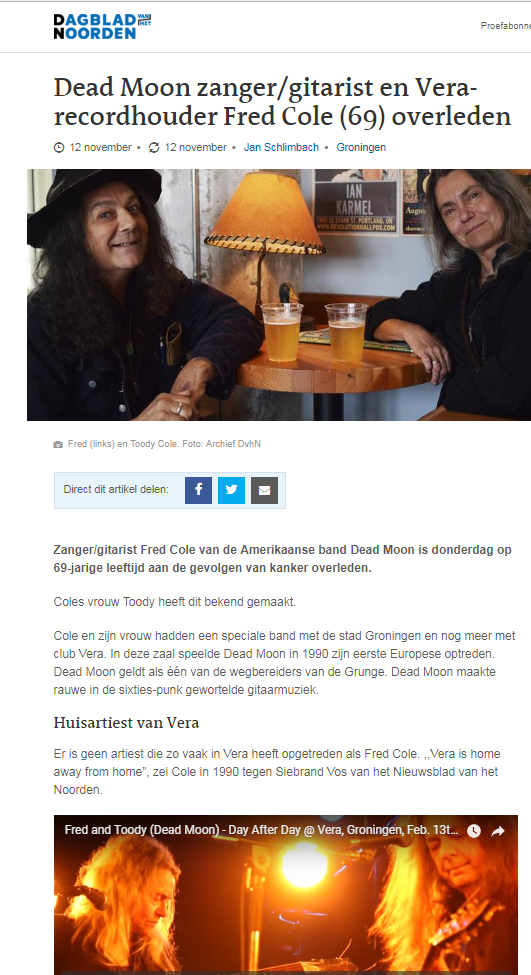 DAGBLAD VAN HET
NOORDEN
Proefabonne
Dead Moon zanger/gitarist en Vera-
recordhouder Fred Cole (69) overleden
12 november • 12 november • Jan Schlimbach • Groningen
IAN
KARMEL
PORTLAND, OR
WWW.REVOLUTIONHALLPDX.COM
August
Fred (links) en Toody Cole. Foto: Archief DvhN
Direct dit artikel delen:
Zanger/gitarist Fred Cole van de Amerikaanse band Dead Moon is donderdag op
69-jarige leeftijd aan de gevolgen van kanker overleden.
Coles vrouw Toody heeft dit bekend gemaakt.
Cole en zijn vrouw hadden een speciale band met de stad Groningen en nog meer met
club Vera. In deze zaal speelde Dead Moon in 1990 zijn eerste Europese optreden.
Dead Moon geldt als één van de wegbereiders van de Grunge. Dead Moon maakte
rauwe in de sixties-punk gewortelde gitaarmuziek.
Huisartiest van Vera
Er is geen artiest die zo vaak in Vera heeft opgetreden als Fred Cole. ,,Vera is home
away from home”, zei Cole in 1990 tegen Siebrand Vos van het Nieuwsblad van het
Noorden.
Fred and Toody (Dead Moon) - Day After Day @ Vera, Groningen, Feb. 13t...